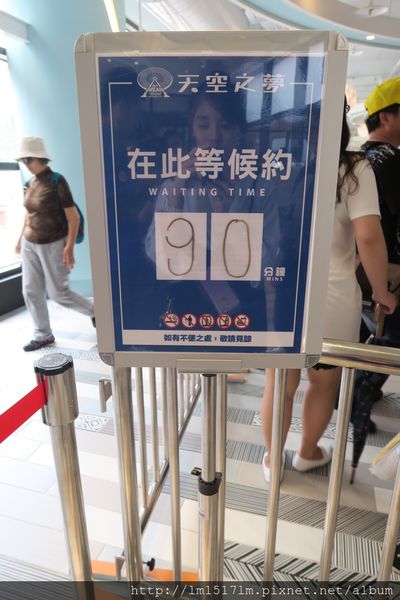 天空之夢
在此等候約
WAITING TIME
90
分鐘
MINS
如有不便之處，敬請見諒
http://lm1517lm.pixnet.net/album